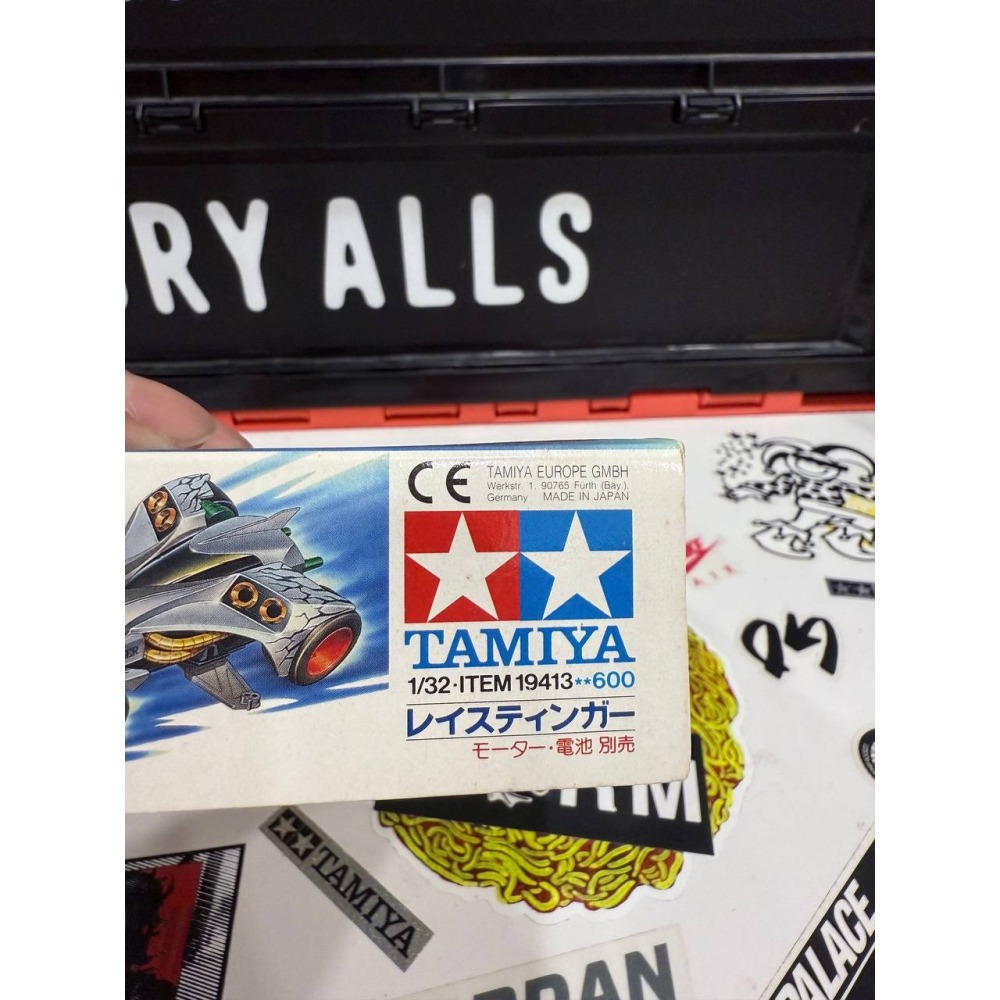 RY ALLS
CE TAMIYA EUROPE GMBH
Werkstr. 1, 90765 Fürth (Bay.),
Germany MADE IN JAPAN
TAMIYA
1/32·ITEM 19413**600
レイスティンガー
モーター・電池 別売
RM
TAMIYA
DAN
PALACE